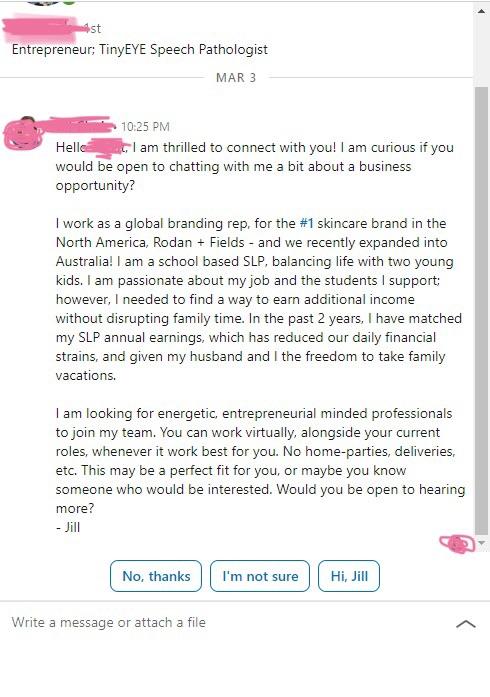 1st
Entrepreneur; TinyEYE Speech Pathologist
MAR 3
10:25 PM
Hello I am thrilled to connect with you! I am curious if you
would be open to chatting with me a bit about a business
opportunity?
I work as a global branding rep, for the #1 skincare brand in the
North America, Rodan + Fields - and we recently expanded into
Australia! I am a school based SLP, balancing life with two young
kids. I am passionate about my job and the students I support;
however, I needed to find a way to earn additional income
without disrupting family time. In the past 2 years, I have matched
my SLP annual earnings, which has reduced our daily financial
strains, and given my husband and I the freedom to take family
vacations.
I am looking for energetic, entrepreneurial minded professionals
to join my team. You can work virtually, alongside your current
roles, whenever it work best for you. No home-parties, deliveries,
etc. This may be a perfect fit for you, or maybe you know
someone who would be interested. Would you be open to hearing
more?
- Jill
No, thanks
I'm not sure
Hi, Jill
Write a message or attach a file